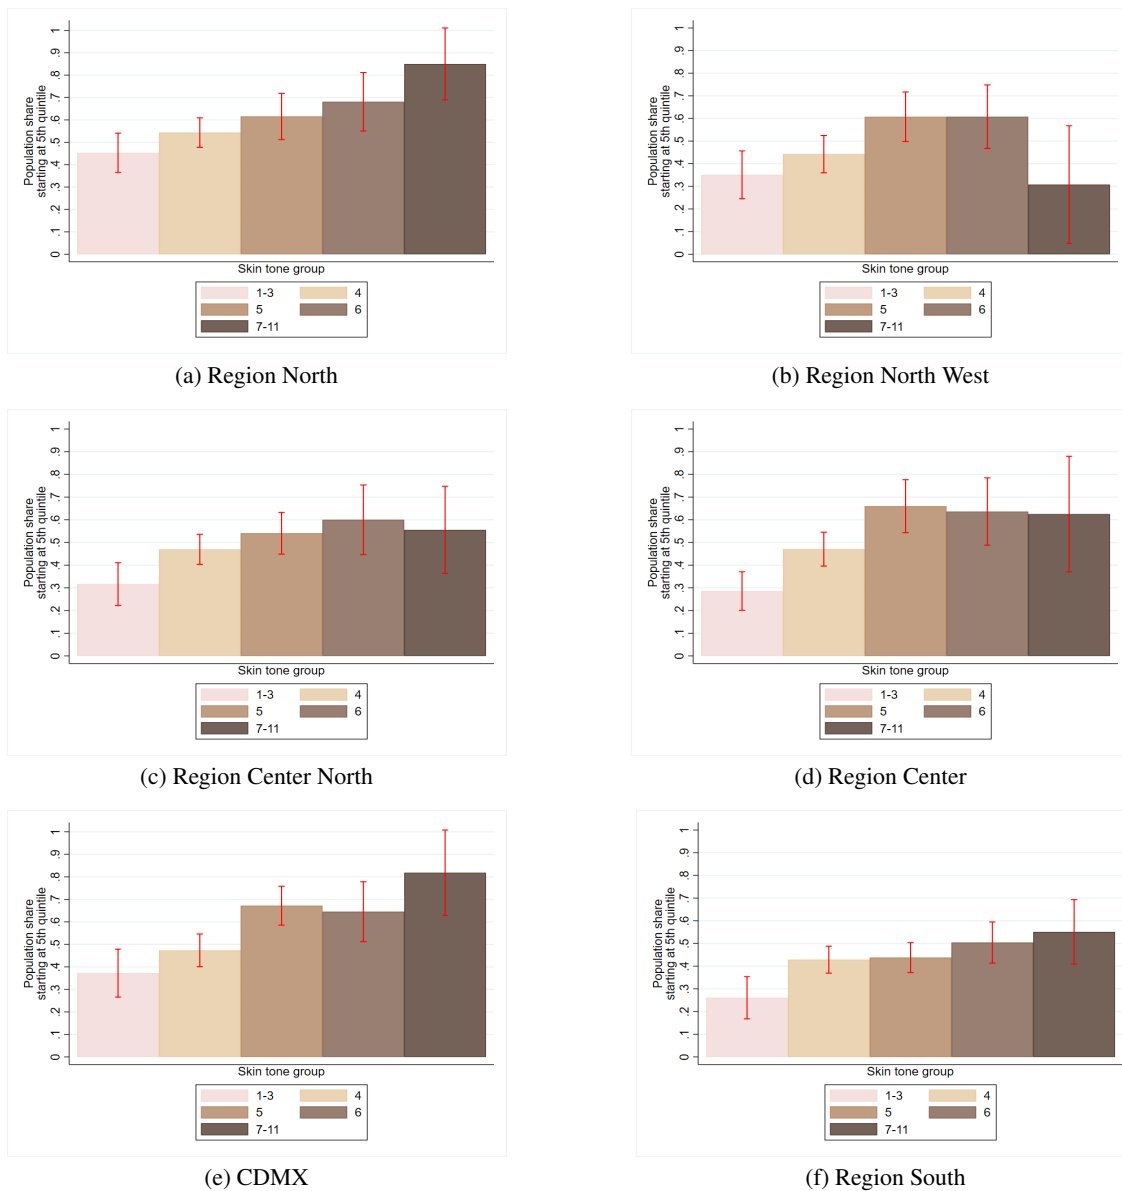 Population share
starting at 5th quintile
0 .1 .2 .3 .4 .5 .6 .7 .8 .9 1
Skin tone group
1-3 4
5 6
7-11
(a) Region North
Population share
starting at 5th quintile
0 .1 .2 .3 .4 .5 .6 .7 .8 .9 1
Skin tone group
1-3 4
5 6
7-11
(b) Region North West
Population share
starting at 5th quintile
0 .1 .2 .3 .4 .5 .6 .7 .8 .9 1
Skin tone group
1-3 4
5 6
7-11
(c) Region Center North
Population share
starting at 5th quintile
0 .1 .2 .3 .4 .5 .6 .7 .8 .9 1
Skin tone group
1-3 4
5 6
7-11
(d) Region Center
Population share
starting at 5th quintile
0 .1 .2 .3 .4 .5 .6 .7 .8 .9 1
Skin tone group
1-3 4
5 6
7-11
(e) CDMX
Population share
starting at 5th quintile
0 .1 .2 .3 .4 .5 .6 .7 .8 .9 1
Skin tone group
1-3 4
5 6
7-11
(f) Region South